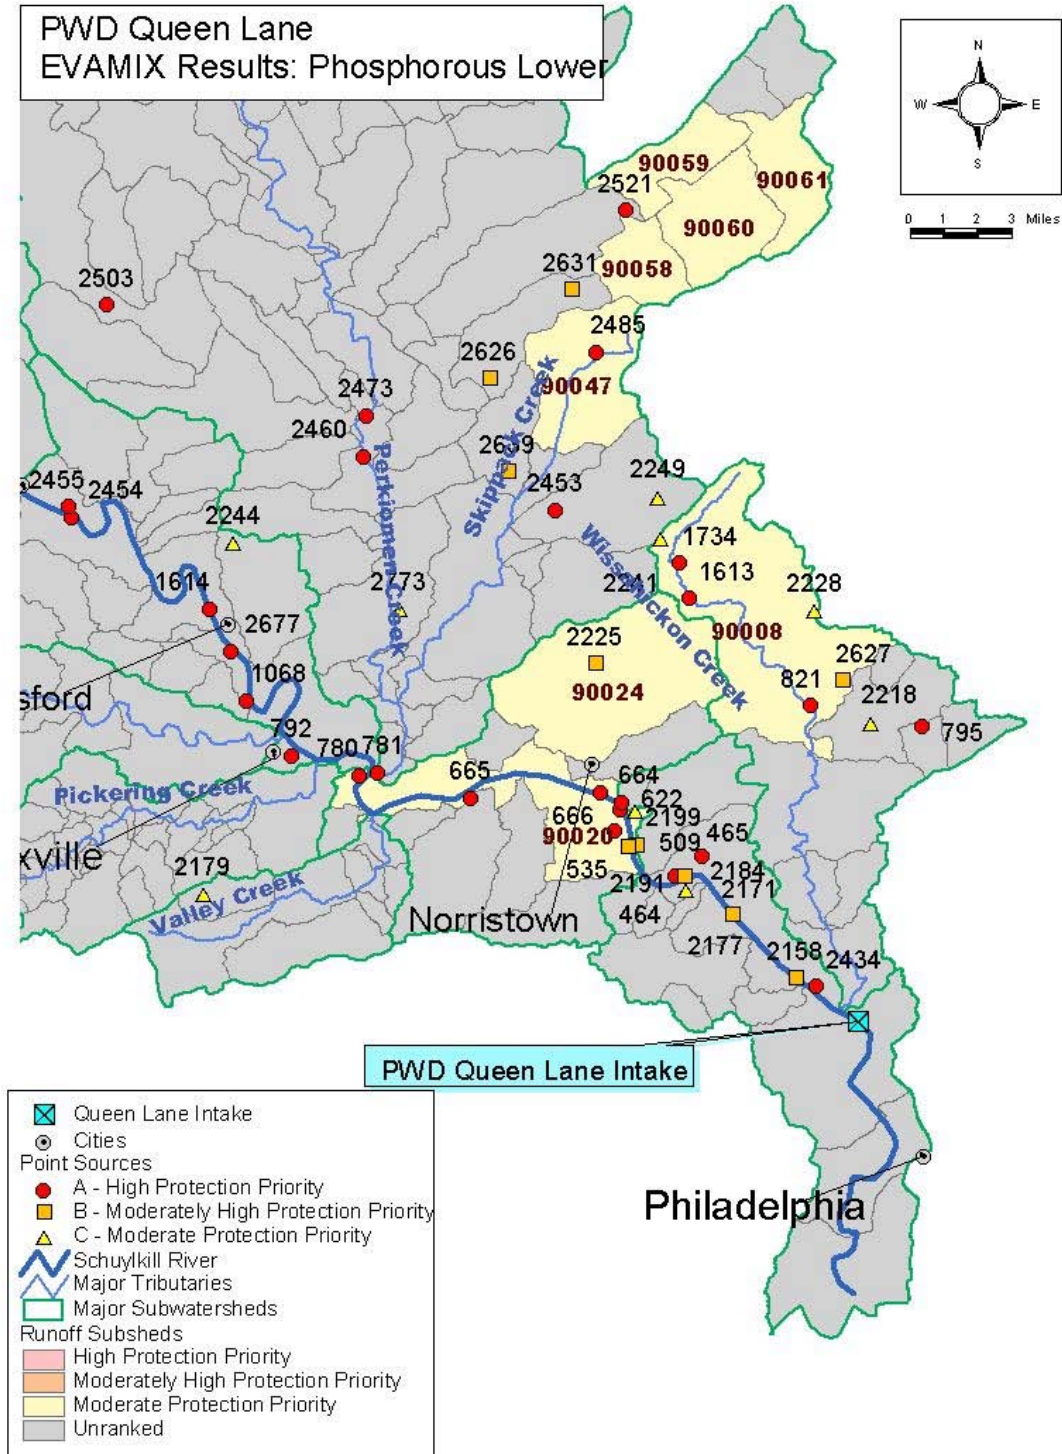 PWD Queen Lane
EVAMIX Results: Phosphorous Lower
N
W
E
S
0 1 2 3 Miles
90059
2521
90061
90060
2631
90058
2503
2485
2626
90047
2473
2460
2659
Skippack Creek
Perkiomen Creek
2455
2454
2453
2249
2244
Wissahickon Creek
1734
1613
1614
2773
2241
2228
2677
2225
90008
2627
1068
90024
821
2218
sford
795
792
780
781
665
664
Pickering Creek
622
666
2199
90020
509
465
xville
535
2184
2179
2191
2171
Valley Creek
Norristown
464
2177
2158
2434
PWD Queen Lane Intake
Philadelphia
Queen Lane Intake
Cities
Point Sources
A - High Protection Priority
B - Moderately High Protection Priority
C - Moderate Protection Priority
Schuylkill River
Major Tributaries
Major Subwatersheds
Runoff Subsheds
High Protection Priority
Moderately High Protection Priority
Moderate Protection Priority
Unranked